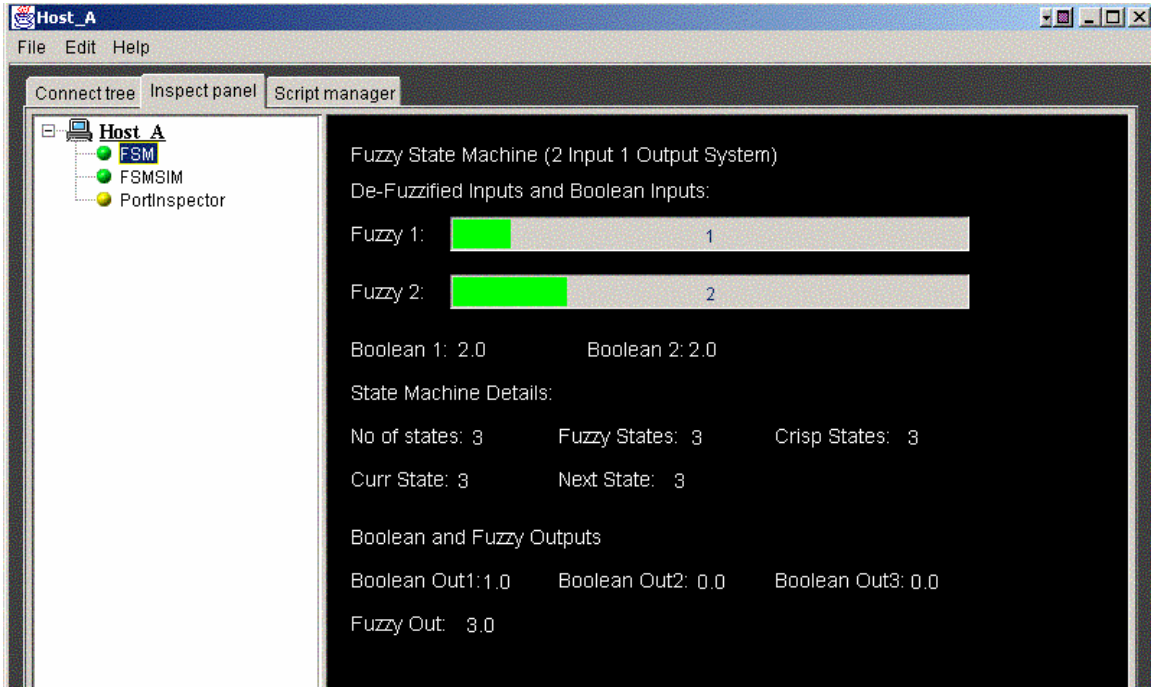 Host_A
File Edit Help
Connect tree Inspect panel Script manager
Host_A
FSM
FSMSIM
PortInspector
Fuzzy State Machine (2 Input 1 Output System)
De-Fuzzified Inputs and Boolean Inputs:
Fuzzy 1: 1
Fuzzy 2: 2
Boolean 1: 2.0 Boolean 2: 2.0
State Machine Details:
No of states: 3 Fuzzy States: 3 Crisp States: 3
Curr State: 3 Next State: 3
Boolean and Fuzzy Outputs
Boolean Out1: 1.0 Boolean Out2: 0.0 Boolean Out3: 0.0
Fuzzy Out: 3.0